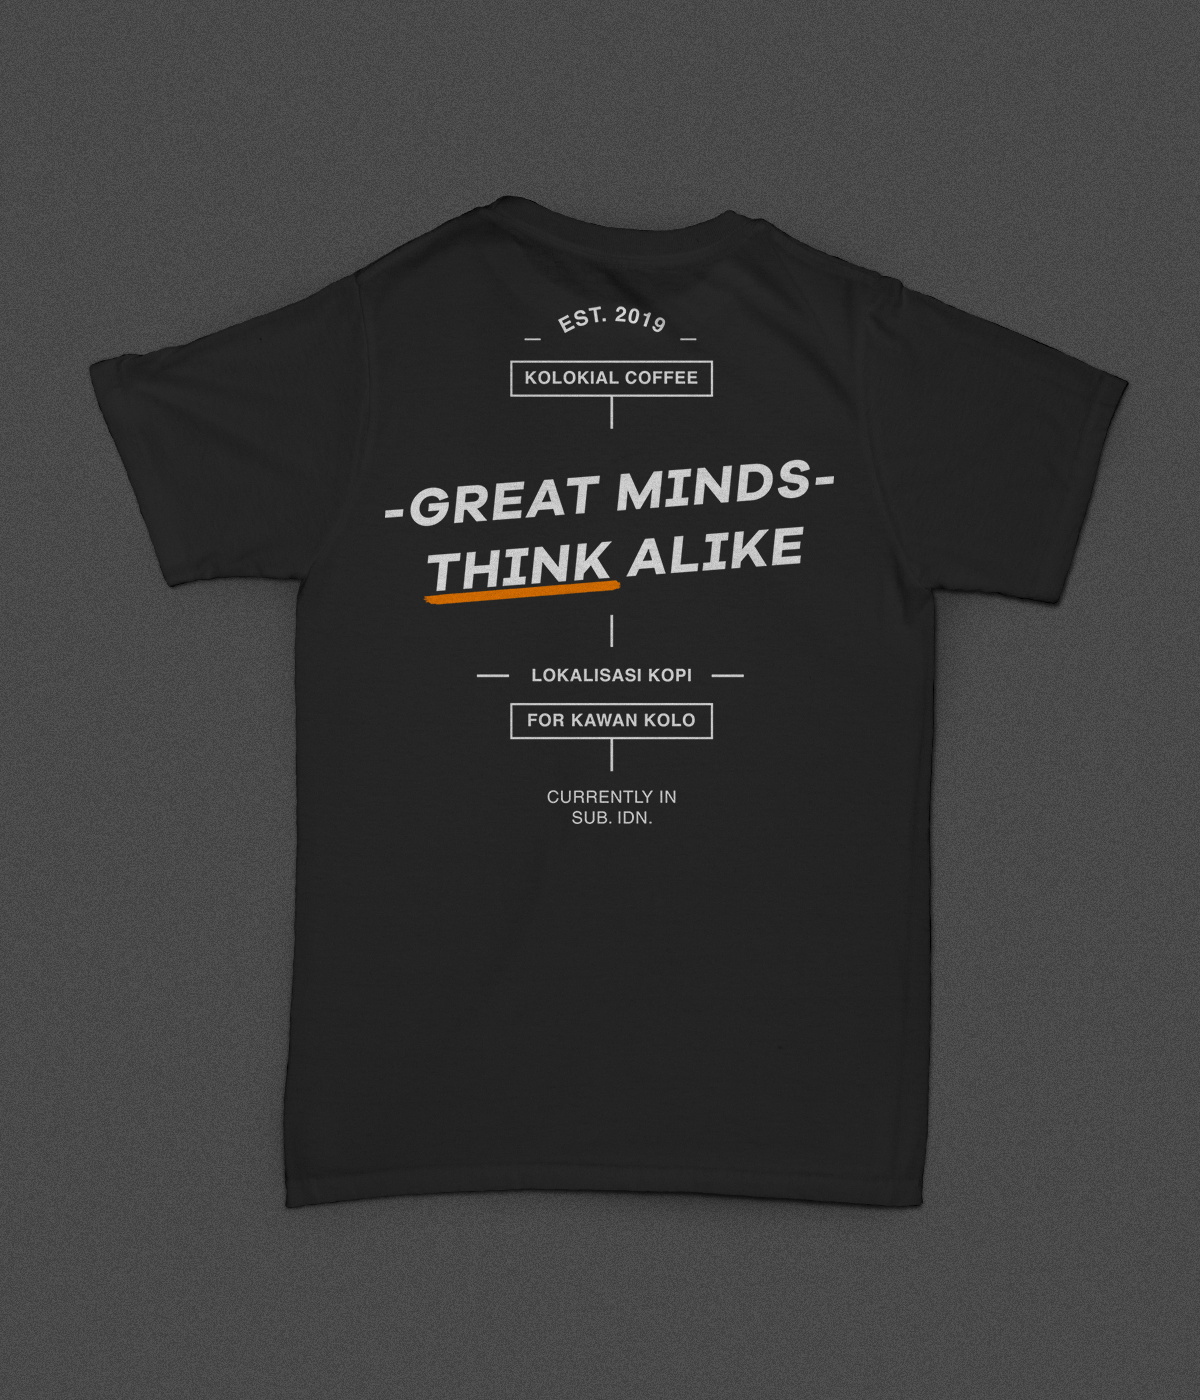 EST. 2019
KOLOKIAL COFFEE
-GREAT MINDS-
THINK ALIKE
LOKALISASI KOPI
FOR KAWAN KOLO
CURRENTLY IN
SUB. IDN.